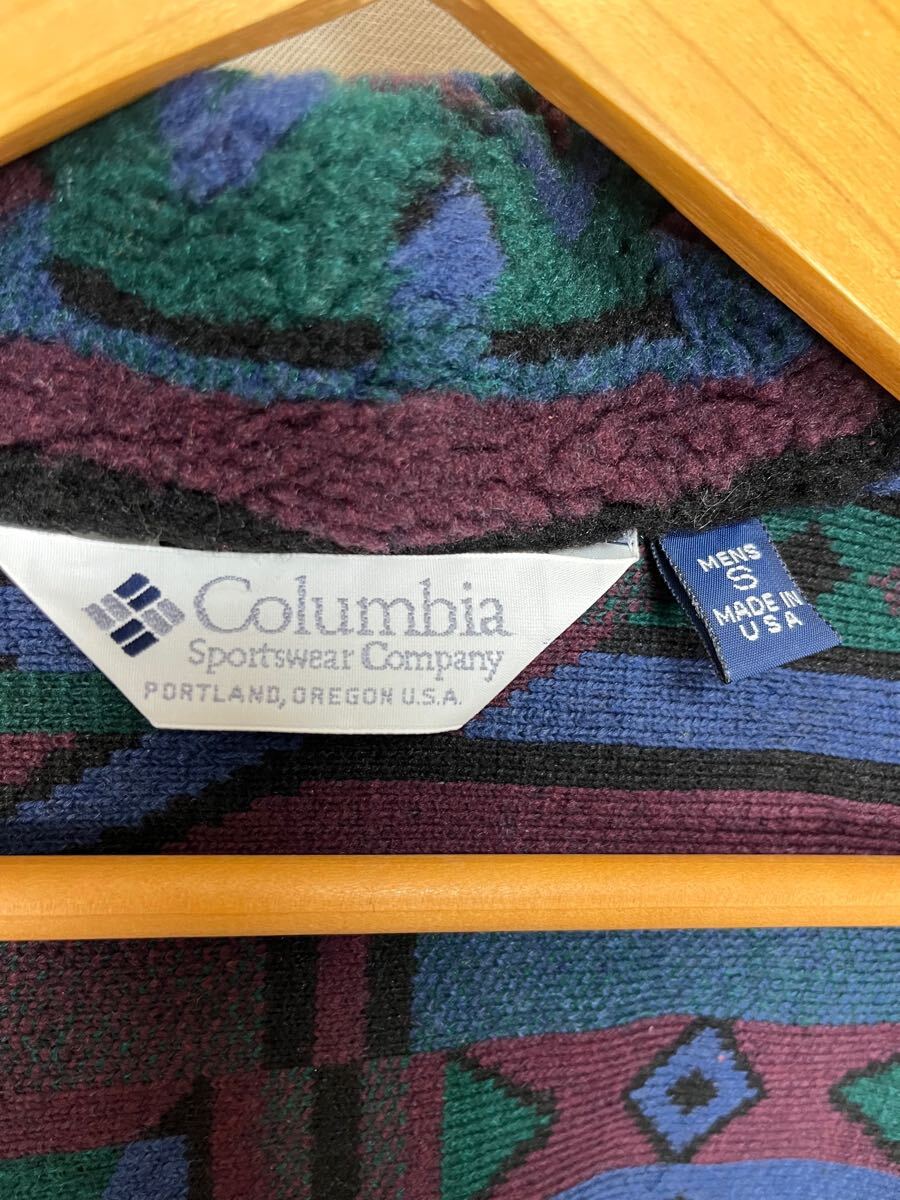 Columbia
Sportswear Company
PORTLAND, OREGON U.S.A.
MENS
S
MADE IN
USA